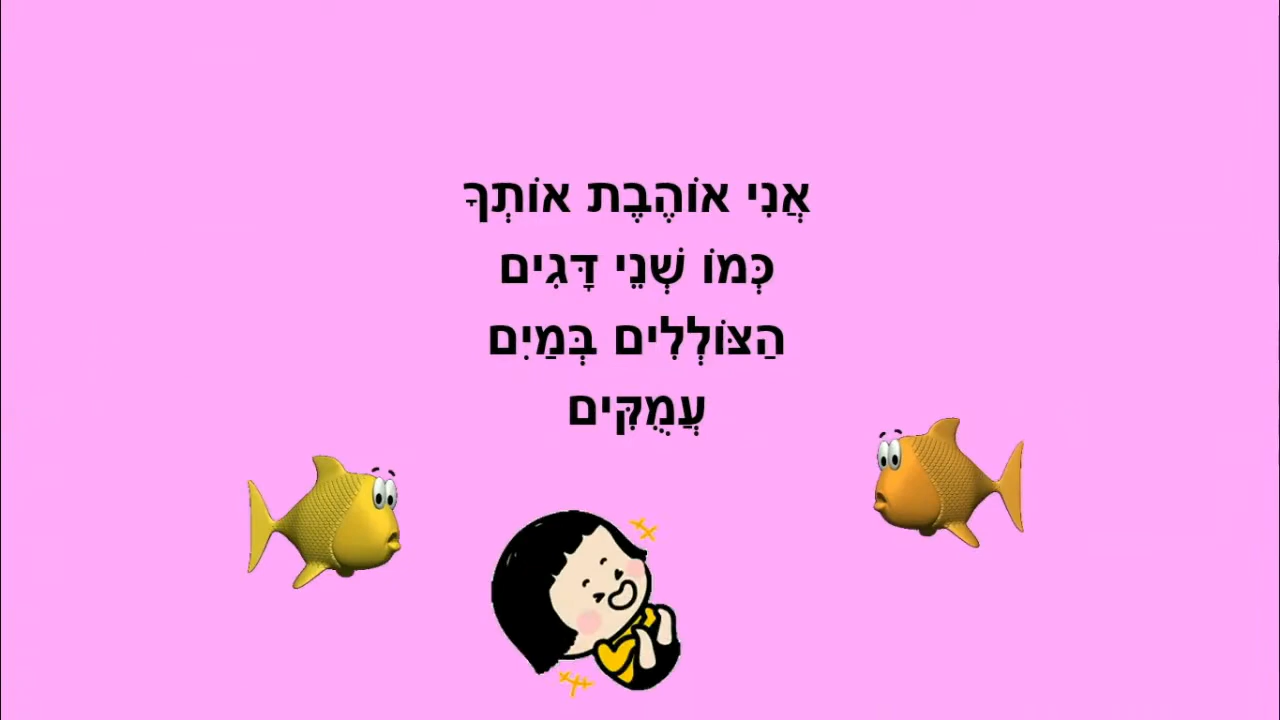 אֲנִי אוֹהֶבֶת אוֹתְךָ
כְּמוֹ שְׁנֵי דָּגִים
הַצּוֹלְלִים בְּמַיִם
עֲמֻקִּים